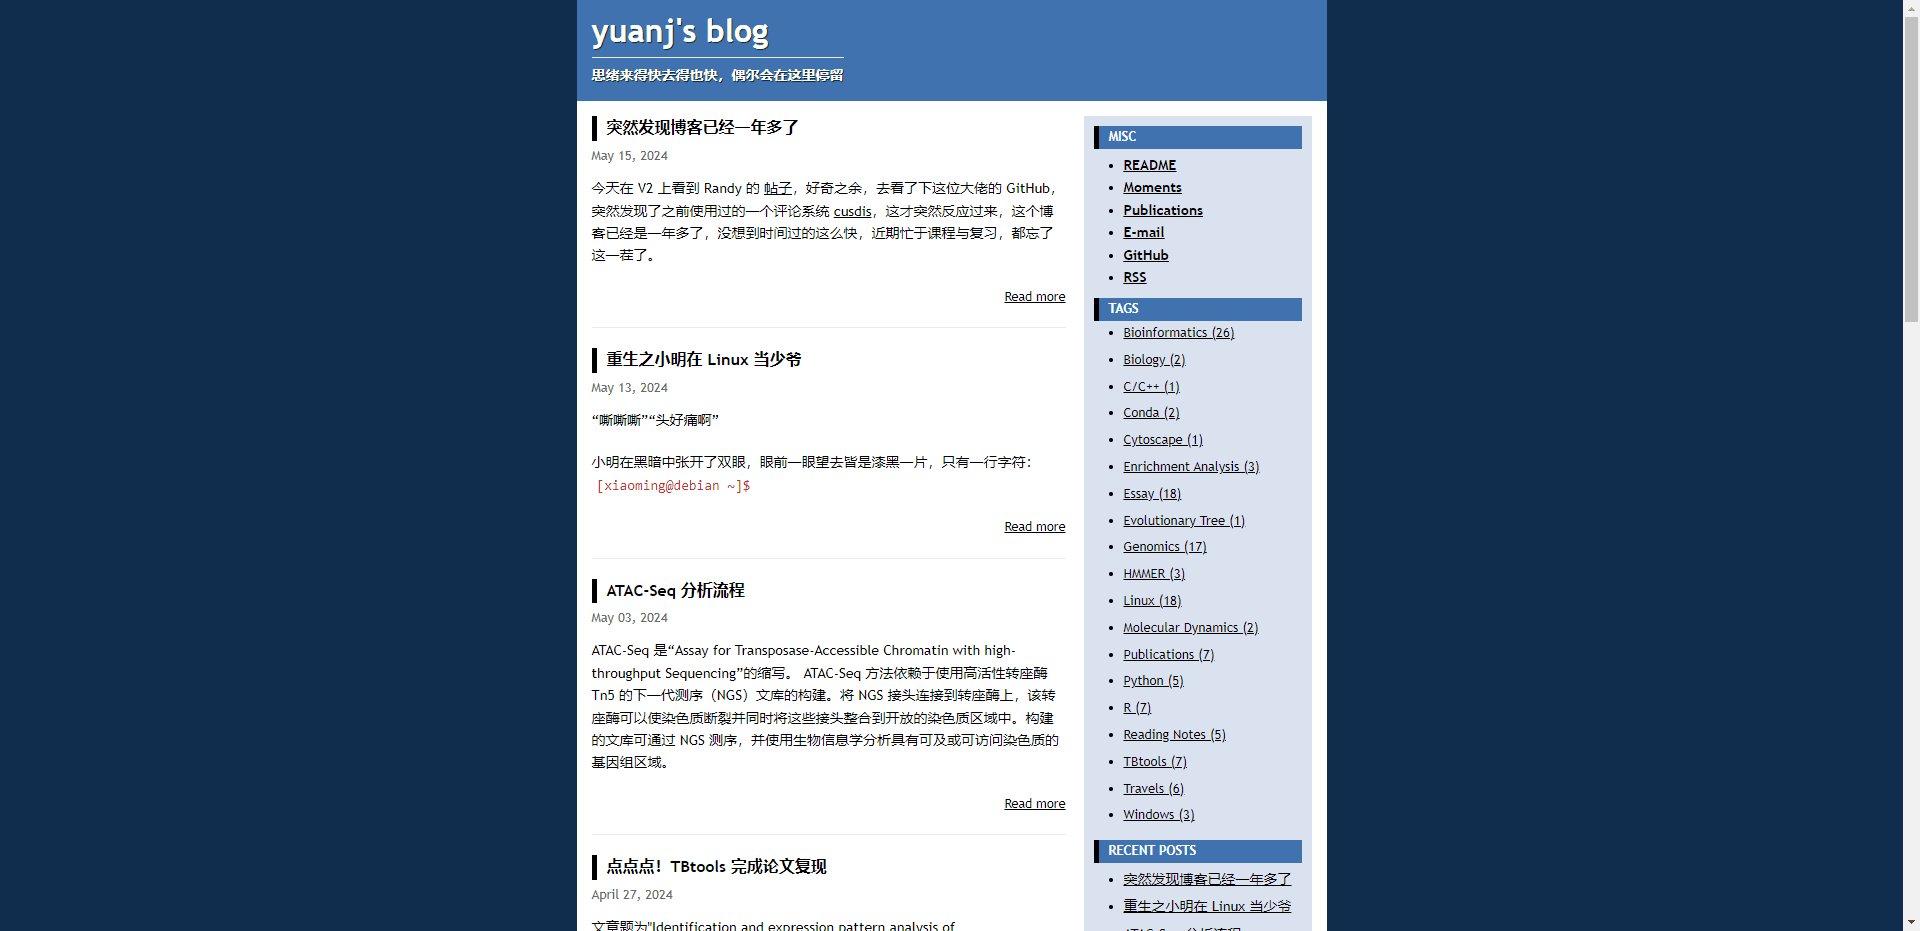 yuanj's blog
思绪来得快去得也快，偶尔会在这里停留
突然发现博客已经一年多了
May 15, 2024
今天在 V2 上看到 Randy 的 帖子，好奇之余，去看了下这位大佬的 GitHub，
突然发现了之前使用过的一个评论系统 cusdis，这才突然反应过来，这个博
客已经是一年多了，没想到时间过的这么快，近期忙于课程与复习，都忘了
这一茬了。
Read more
重生之小明在 Linux 当少爷
May 13, 2024
“嘶嘶嘶”“头好痛啊”
小明在黑暗中张开了双眼，眼前一眼望去皆是漆黑一片，只有一行字符：
[xiaoming@debian ~]$
Read more
ATAC-Seq 分析流程
May 03, 2024
ATAC-Seq 是“Assay for Transposase-Accessible Chromatin with high-
throughput Sequencing”的缩写。 ATAC-Seq 方法依赖于使用高活性转座酶
Tn5 的下一代测序（NGS）文库的构建。将 NGS 接头连接到转座酶上，该转
座酶可以使染色质断裂并同时将这些接头整合到开放的染色质区域中。构建
的文库可通过 NGS 测序，并使用生物信息学分析具有可及或可访问染色质的
基因组区域。
Read more
点点点！TBtools 完成论文复现
April 27, 2024
文章题为"Identification and expression pattern analysis of
MISC
README
Moments
Publications
E-mail
GitHub
RSS
TAGS
Bioinformatics (26)
Biology (2)
C/C++ (1)
Conda (2)
Cytoscape (1)
Enrichment Analysis (3)
Essay (18)
Evolutionary Tree (1)
Genomics (17)
HMMER (3)
Linux (18)
Molecular Dynamics (2)
Publications (7)
Python (5)
R (7)
Reading Notes (5)
TBtools (7)
Travels (6)
Windows (3)
RECENT POSTS
突然发现博客已经一年多了
重生之小明在 Linux 当少爷
ATAC-Seq 分析流程